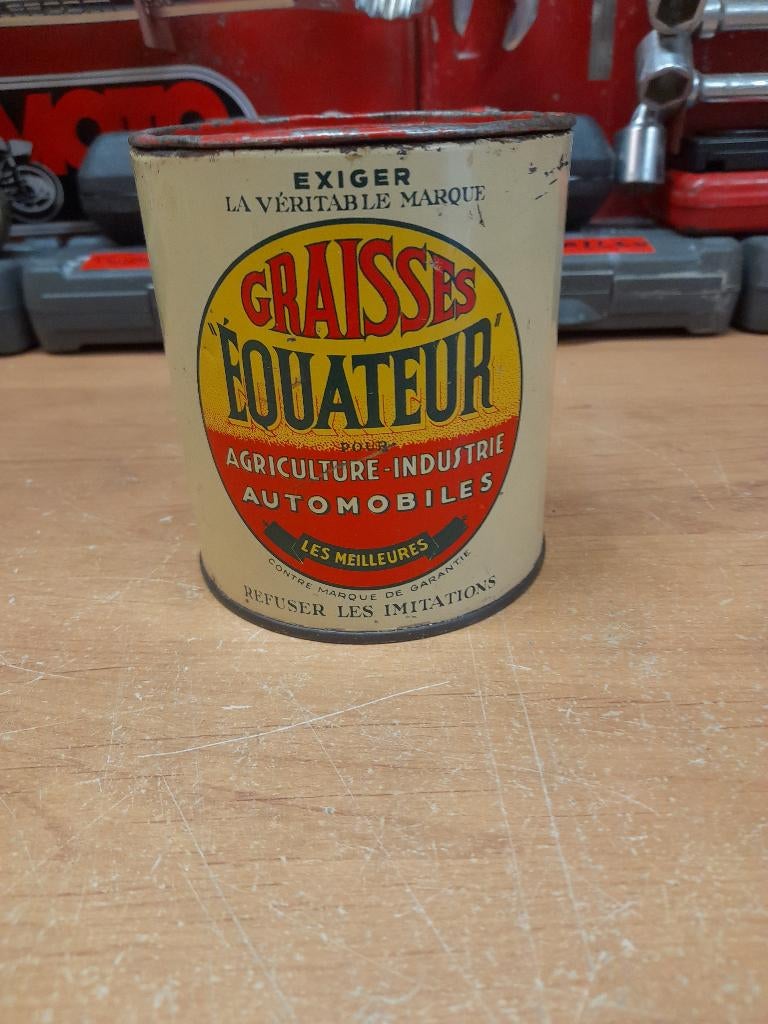 MOTO
EXIGER
LA VÉRITABLE MARQUE
GRAISSES
"ÉQUATEUR"
POUR
AGRICULTURE - INDUSTRIE
AUTOMOBILES
LES MEILLEURES
CONTRE MARQUE DE GARANTIE
REFUSER LES IMITATIONS